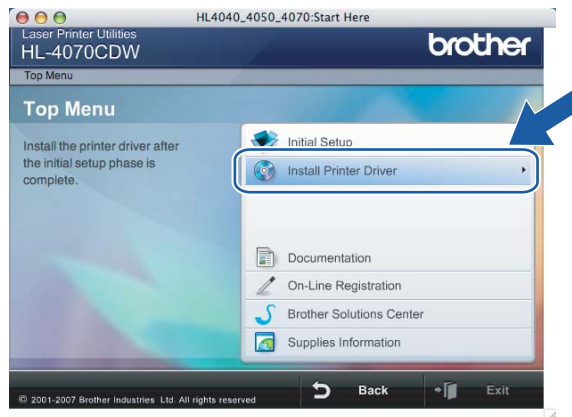 HL4040_4050_4070:Start Here
Laser Printer Utilities
HL-4070CDW
brother
Top Menu
Top Menu
Install the printer driver after
the initial setup phase is
complete.
Initial Setup
Install Printer Driver
Documentation
On-Line Registration
Brother Solutions Center
Supplies Information
© 2001-2007 Brother Industries Ltd. All rights reserved
Back
Exit